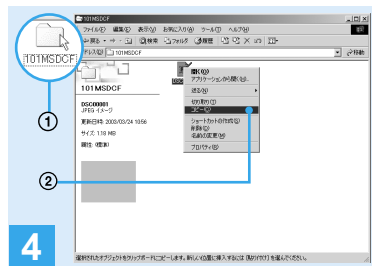 101MSDCF
ファイル(F) 編集(E) 表示(V) お気に入り(A) ツール(T) ヘルプ(H)
戻る 検索 フォルダ 履歴
アドレス(D) 101MSDCF 移動
101MSDCF
101MSDCF
DSC00001
JPEG イメージ
更新日時: 2003/03/24 10:56
サイズ: 1.18 MB
属性: (標準)
開く(O)
アプリケーションから開く(H)...
送る(N)
切り取り(T)
コピー(C)
ショートカットの作成(S)
削除(D)
名前の変更(M)
プロパティ(R)
①
②
4
選択されたオブジェクトをクリップボードにコピーします。新しい位置に挿入するには [貼り付け] を選んでください。